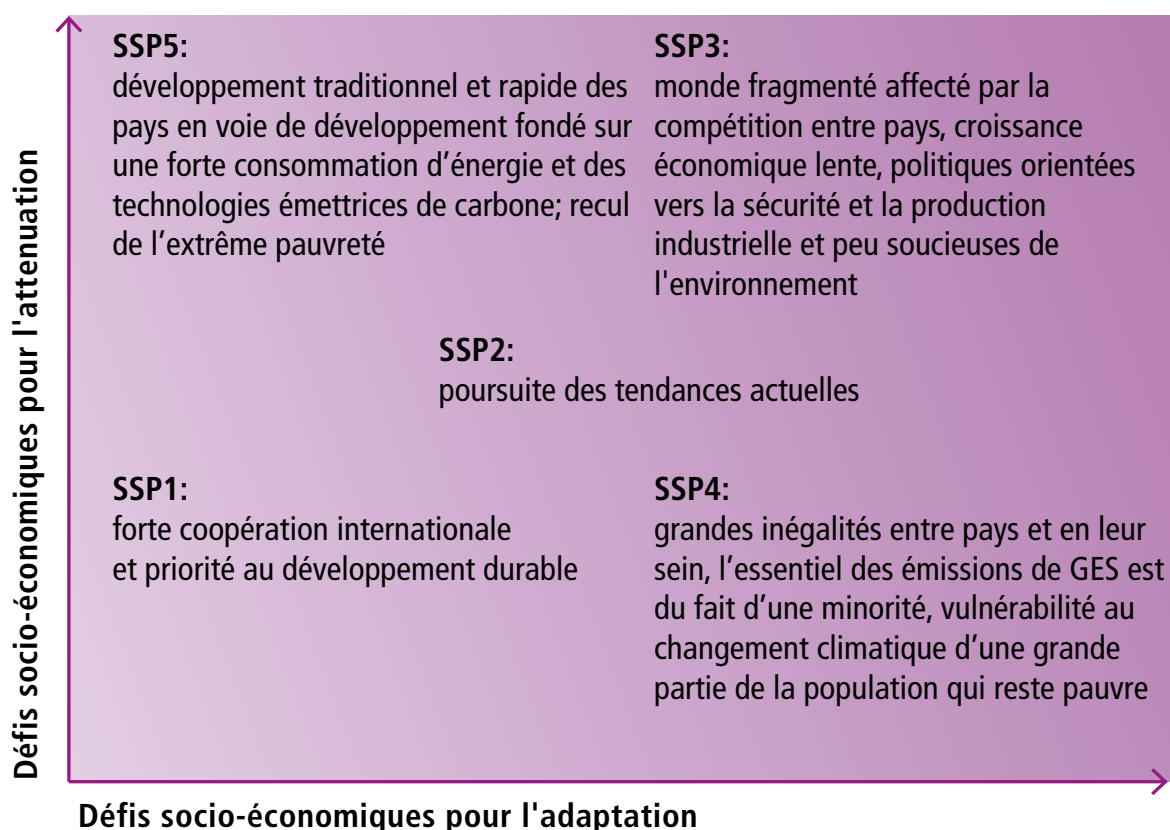 Défis socio-économiques pour l'attenuation
SSP5:
développement traditionnel et rapide des
pays en voie de développement fondé sur
une forte consommation d’énergie et des
technologies émettrices de carbone; recul
de l’extrême pauvreté
SSP3:
monde fragmenté affecté par la
compétition entre pays, croissance
économique lente, politiques orientées
vers la sécurité et la production
industrielle et peu soucieuses de
l'environnement
SSP2:
poursuite des tendances actuelles
SSP1:
forte coopération internationale
et priorité au développement durable
SSP4:
grandes inégalités entre pays et en leur
sein, l’essentiel des émissions de GES est
du fait d’une minorité, vulnérabilité au
changement climatique d’une grande
partie de la population qui reste pauvre
Défis socio-économiques pour l'adaptation